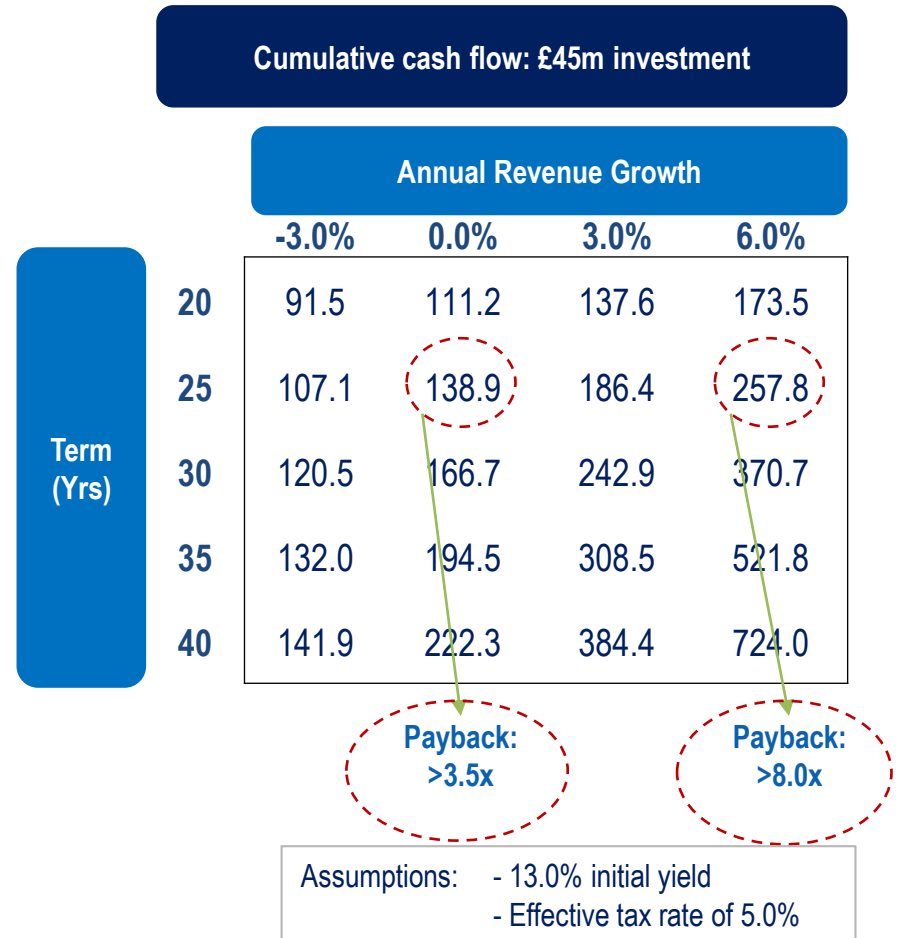 Cumulative cash flow: £45m investment
Annual Revenue Growth
-3.0% 0.0% 3.0% 6.0%
Term
(Yrs)
20 91.5 111.2 137.6 173.5
25 107.1 138.9 186.4 257.8
30 120.5 166.7 242.9 370.7
35 132.0 194.5 308.5 521.8
40 141.9 222.3 384.4 724.0
Payback: Payback:
>3.5x >8.0x
Assumptions: - 13.0% initial yield
- Effective tax rate of 5.0%